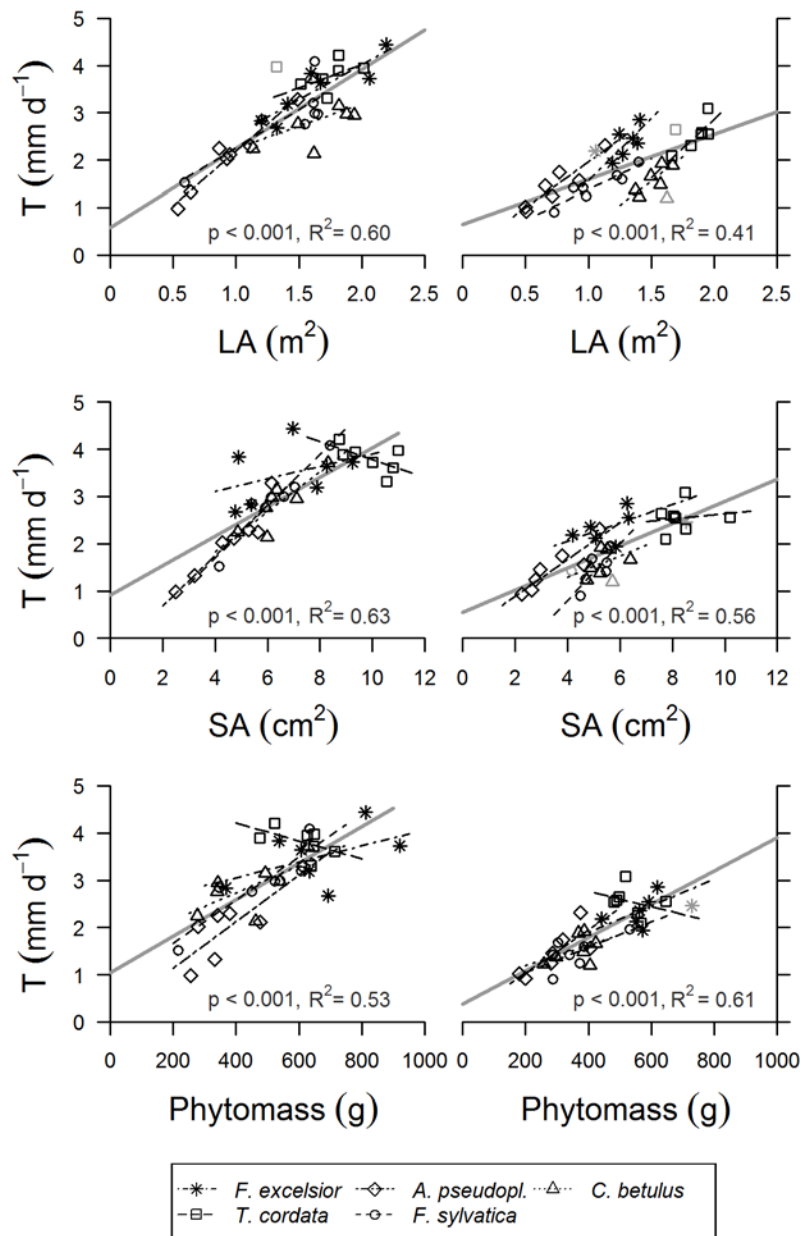 5
4
3
2
1
0
T (mm d⁻¹)
p < 0.001, R² = 0.60
0 0.5 1.0 1.5 2.0 2.5
LA (m²)
p < 0.001, R² = 0.41
0 0.5 1.0 1.5 2.0 2.5
LA (m²)
5
4
3
2
1
0
T (mm d⁻¹)
p < 0.001, R² = 0.63
0 2 4 6 8 10 12
SA (cm²)
p < 0.001, R² = 0.56
0 2 4 6 8 10 12
SA (cm²)
5
4
3
2
1
0
T (mm d⁻¹)
p < 0.001, R² = 0.53
0 200 400 600 800 1000
Phytomass (g)
p < 0.001, R² = 0.61
0 200 400 600 800 1000
Phytomass (g)
F. excelsior A. pseudopl. C. betulus
T. cordata F. sylvatica